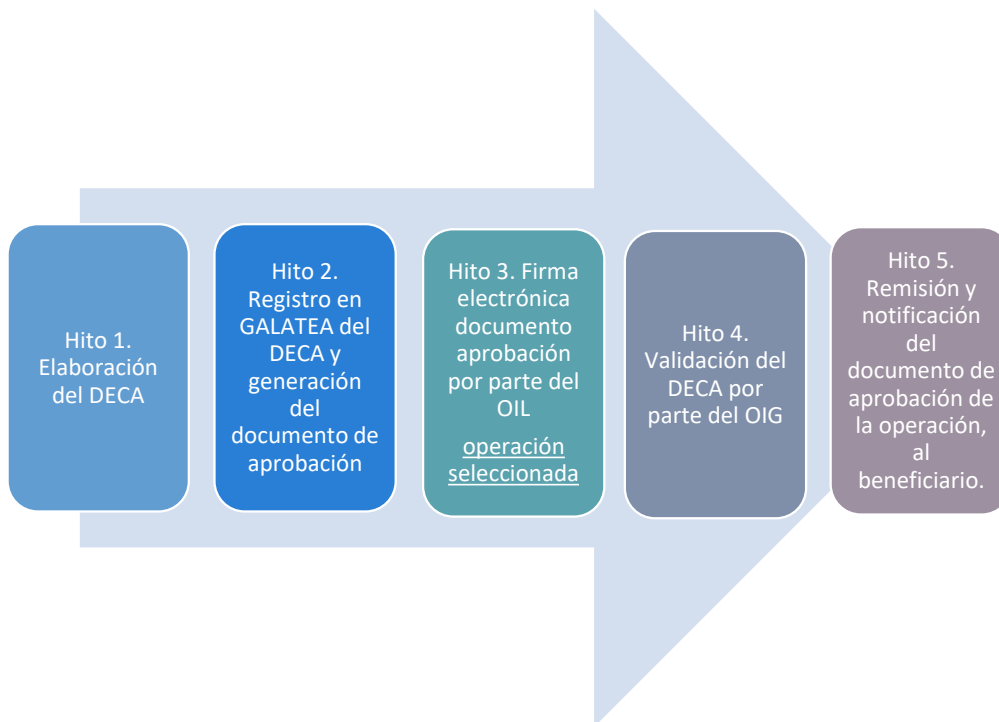 Hito 1.
Elaboración
del DECA
Hito 2.
Registro en
GALATEA del
DECA y
generación
del
documento de
aprobación
Hito 3. Firma
electrónica
documento
aprobación
por parte del
OIL
operación
seleccionada
Hito 4.
Validación del
DECA por
parte del OIG
Hito 5.
Remisión y
notificación
del
documento de
aprobación de
la operación,
al
beneficiario.